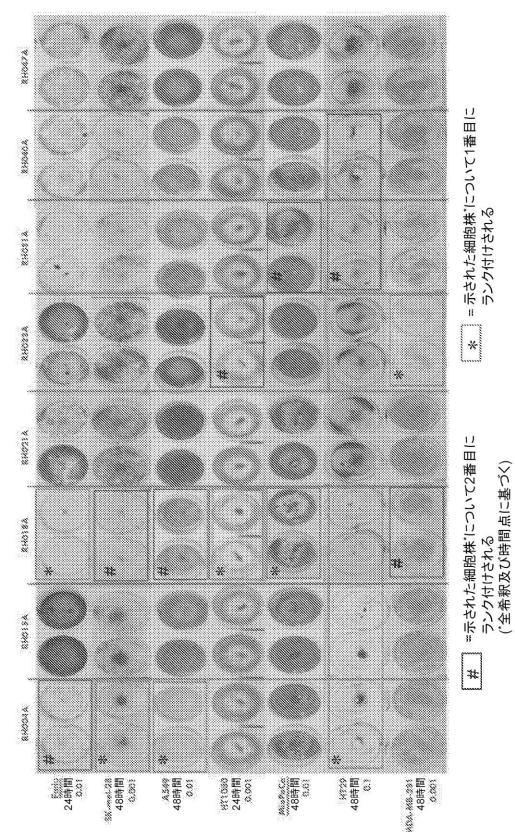 RH004A
RH015A
RH018A
RH021A
RH023A
RH031A
RH040A
RH047A
24時間
0.01
SK-mel-28
48時間
0.001
A549
48時間
0.01
HT1080
24時間
0.001
MiaPaCa
48時間
0.01
HT29
48時間
0.1
MDA-MB-231
48時間
0.001
#
*
*
*
*
#
#
*
*
#
#
*
#
#
# =示された細胞株*について2番目に
ランク付けされる
(*全希釈及び時間点に基づく)
* =示された細胞株*について1番目に
ランク付けされる